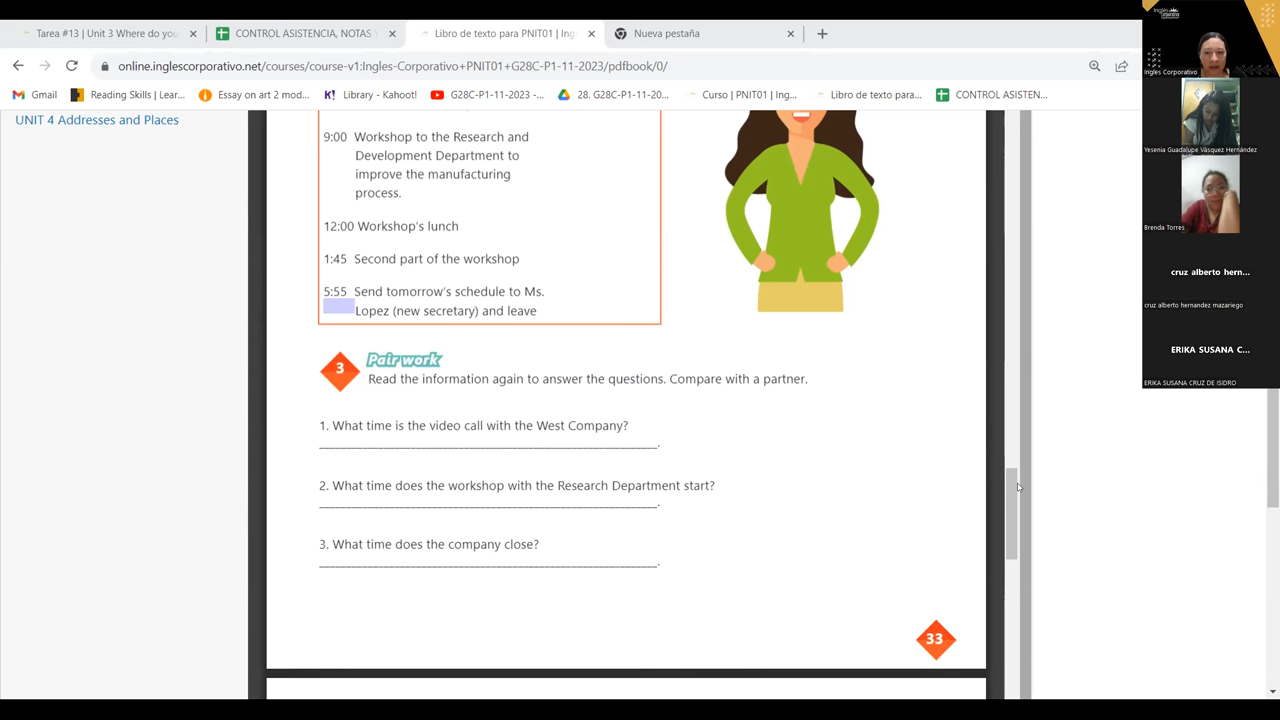 Tarea #13 | Unit 3 Where do you
CONTROL ASISTENCIA, NOTAS Y
Libro de texto para PNIT01 | Ing
Nueva pestaña
online.inglescorporativo.net/courses/course-v1:Ingles-Corporativo+PNIT01
-P1-11-2023
pdfbook/0/
Gmail
Reading Skills | Lear...
Essay on art 2 mod...
- Kahoot!
28. G28C-P1-11-20...
Curso | PNIT01 | Ing...
Libro de texto para...
CONTROL ASISTEN...
UNIT 4 Addresses and Places
9:00 Workshop to the Research and
Development Department to
improve the manufacturing
process.
12:00 Workshop's lunch
1:45 Second part of the workshop
5:55 Send tomorrow's schedule to Ms.
Lopez (new secretary) and leave
3
Pair work
Read the information again to answer the questions. Compare with a partner.
1. What time is the video call with the West Company?
2. What time does the workshop with the Research Department start?
3. What time does the company close?
33
Ingles Corporativo
Yesenia Guadalupe Vásquez Hernández
Brenda Torres
cruz alberto hern...
cruz alberto hernandez mazariego
ERIKA SUSANA C...
ERIKA SUSANA CRUZ DE ISIDRO